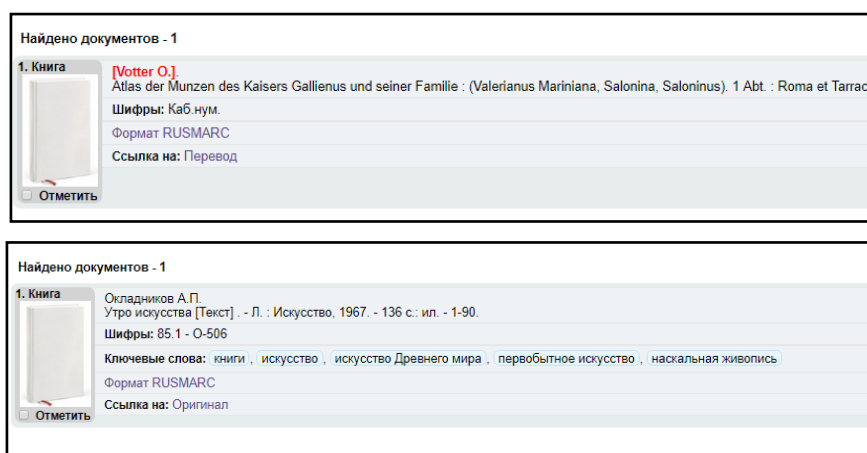 Найдено документов - 1
1. Книга
[Votter O.].
Atlas der Munzen des Kaisers Gallienus und seiner Familie : (Valerianus Mariniana, Salonina, Saloninus). 1 Abt. : Roma et Tarrac
Шифры: Каб.нум.
Формат RUSMARC
Ссылка на: Перевод
Отметить
Найдено документов - 1
1. Книга
Окладников А.П.
Утро искусства [Текст] . - Л. : Искусство, 1967. - 136 с.: ил. - 1-90.
Шифры: 85.1 - О-506
Ключевые слова: книги , искусство , искусство Древнего мира , первобытное искусство , наскальная живопись
Формат RUSMARC
Ссылка на: Оригинал
Отметить